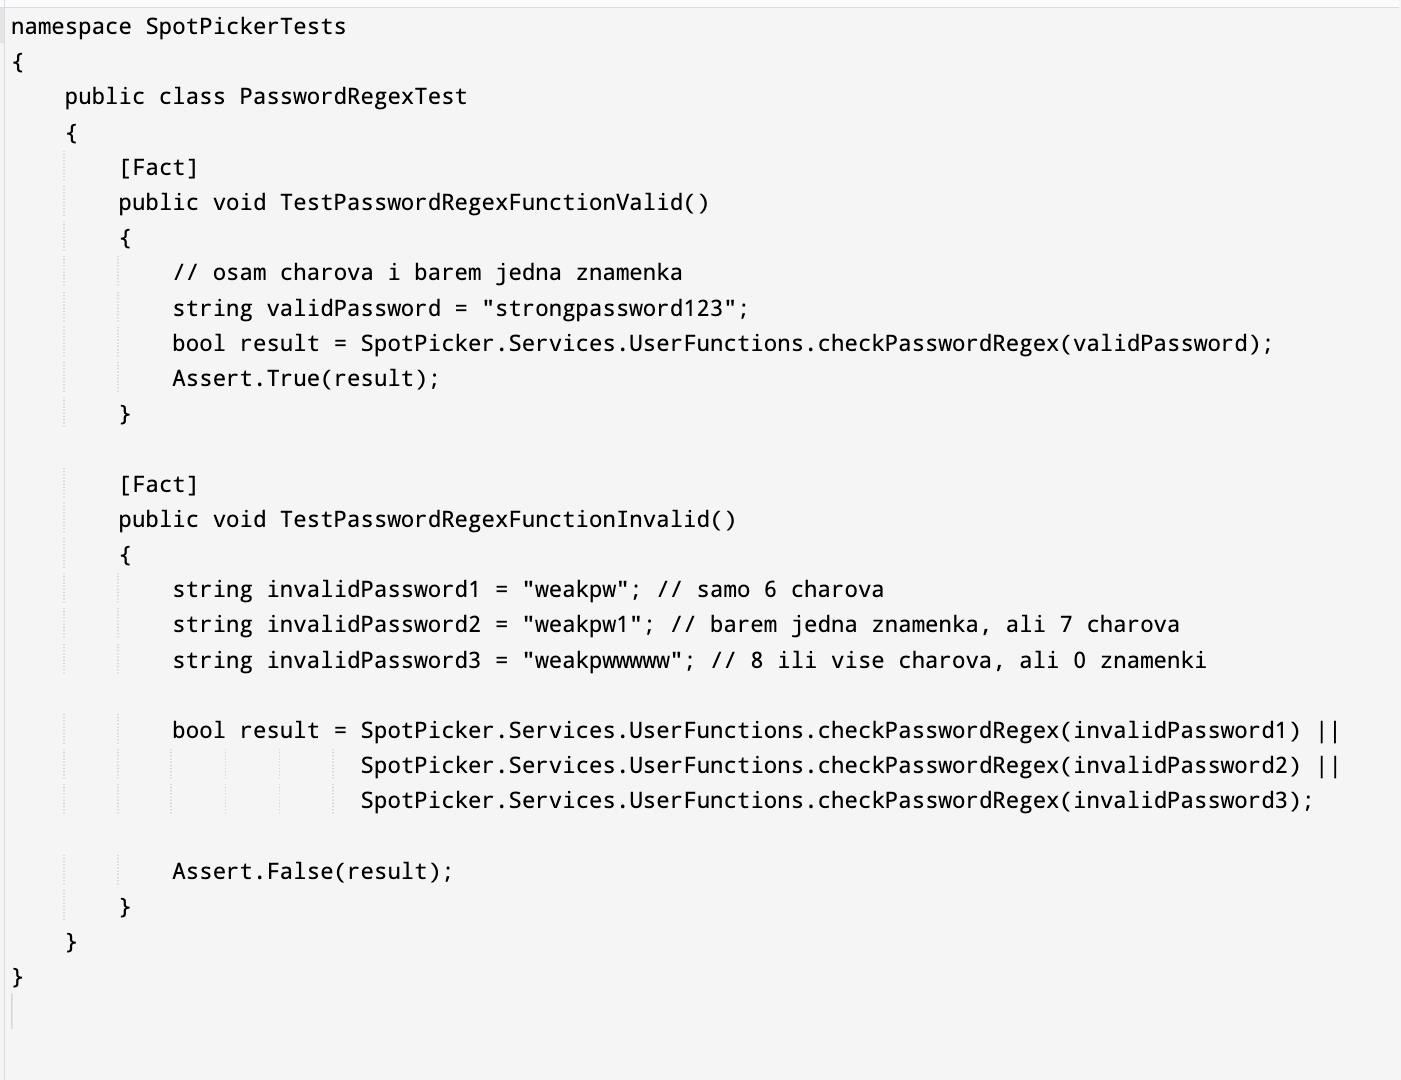 namespace SpotPickerTests
{
    public class PasswordRegexTest
    {
        [Fact]
        public void TestPasswordRegexFunctionValid()
        {
            // osam charova i barem jedna znamenka
            string validPassword = "strongpassword123";
            bool result = SpotPicker.Services.UserFunctions.checkPasswordRegex(validPassword);
            Assert.True(result);
        }

        [Fact]
        public void TestPasswordRegexFunctionInvalid()
        {
            string invalidPassword1 = "weakpw"; // samo 6 charova
            string invalidPassword2 = "weakpw1"; // barem jedna znamenka, ali 7 charova
            string invalidPassword3 = "weakpwwwwww"; // 8 ili vise charova, ali 0 znamenki

            bool result = SpotPicker.Services.UserFunctions.checkPasswordRegex(invalidPassword1) ||
                          SpotPicker.Services.UserFunctions.checkPasswordRegex(invalidPassword2) ||
                          SpotPicker.Services.UserFunctions.checkPasswordRegex(invalidPassword3);

            Assert.False(result);
        }
    }
}